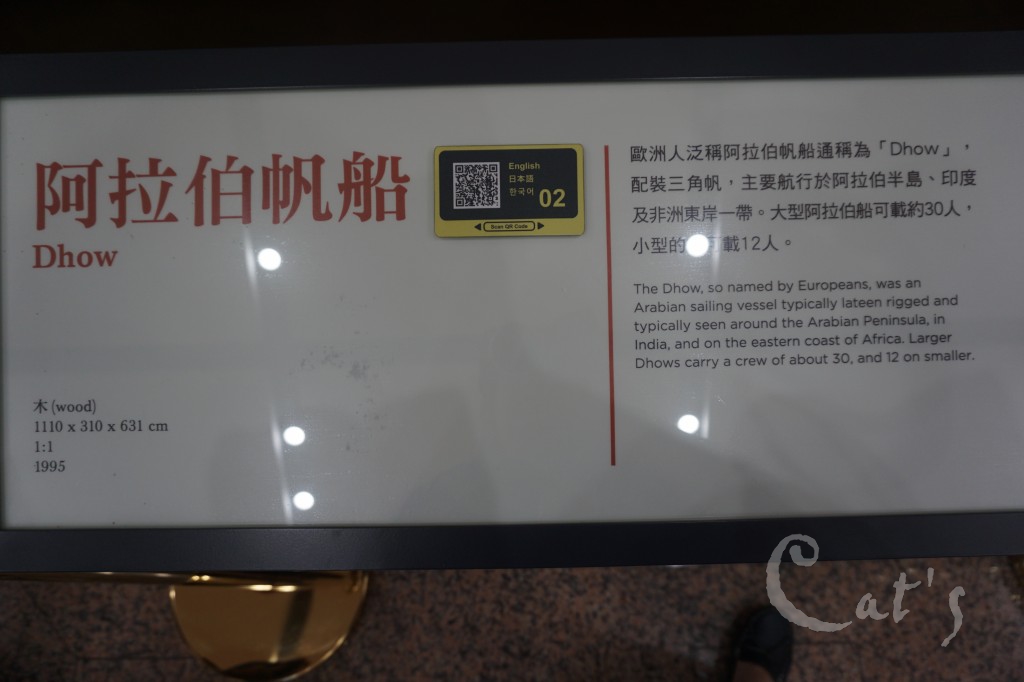 阿拉伯帆船
Dhow
木 (wood)
1110 x 310 x 631 cm
1:1
1995
English
日本語
한국어
02
Scan QR Code
歐洲人泛稱阿拉伯帆船通稱為「Dhow」，
配裝三角帆，主要航行於阿拉伯半島、印度
及非洲東岸一帶。大型阿拉伯船可載約30人，
小型的 可載12人。
The Dhow, so named by Europeans, was an
Arabian sailing vessel typically lateen rigged and
typically seen around the Arabian Peninsula, in
India, and on the eastern coast of Africa. Larger
Dhows carry a crew of about 30, and 12 on smaller.
Cat's